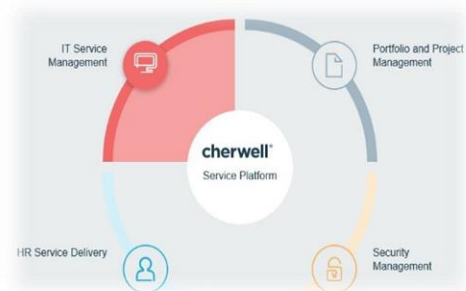 IT Service
Management
Portfolio and Project
Management
cherwell
Service Platform
HR Service Delivery
Security
Management